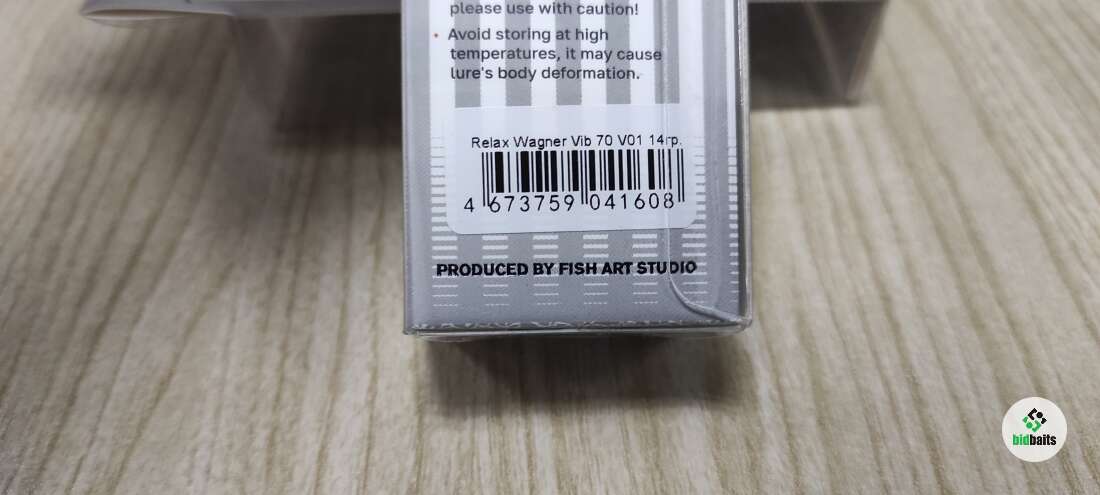 please use with caution!
• Avoid storing at high
temperatures, it may cause
lure's body deformation.
Relax Wagner Vib 70 V01 14гр.
4 673759 041608
PRODUCED BY FISH ART STUDIO
bidbaits